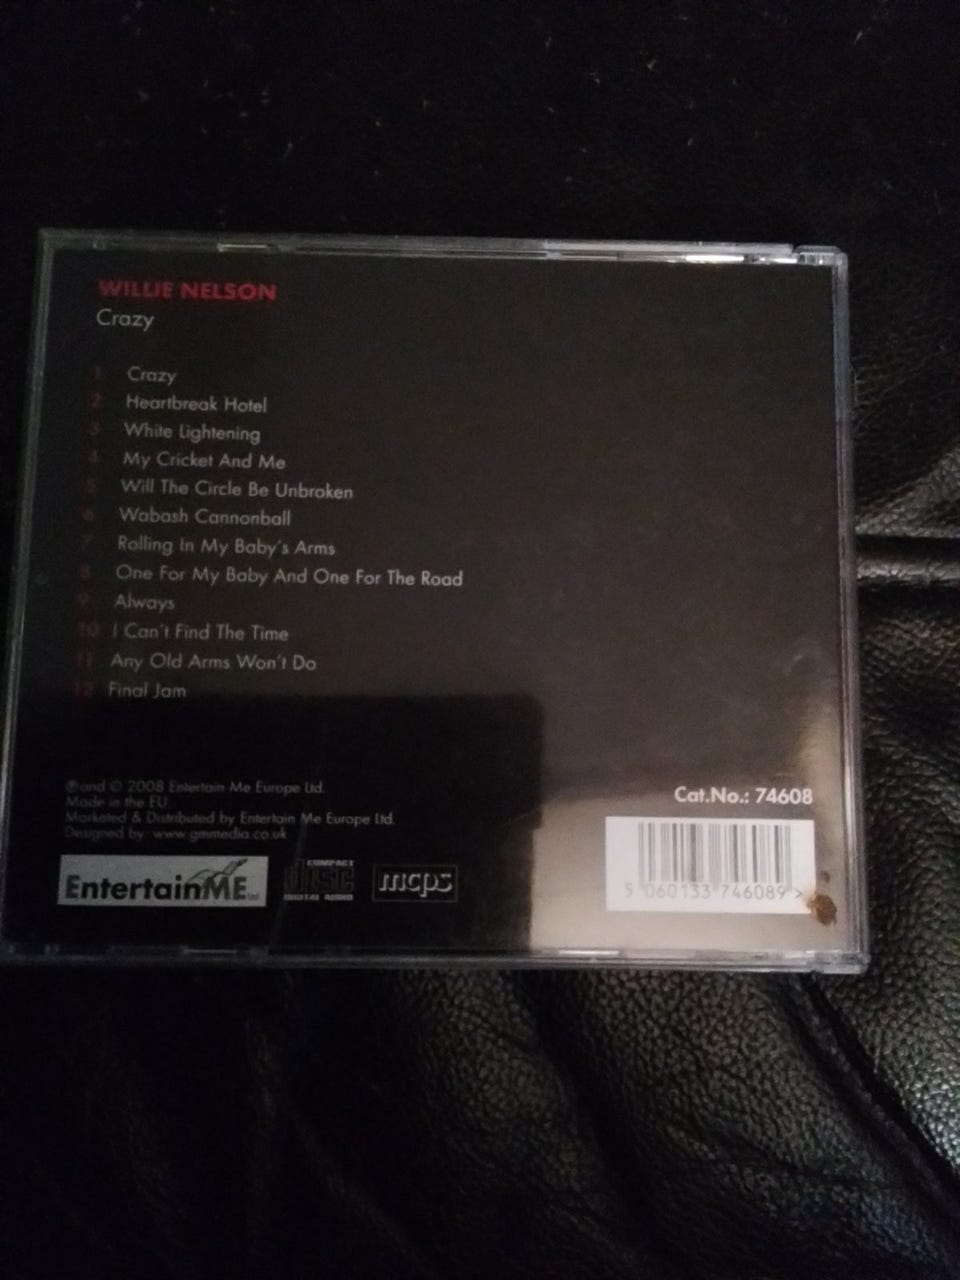 WILLIE NELSON
Crazy
1 Crazy
2 Heartbreak Hotel
3 White Lightening
4 My Cricket And Me
5 Will The Circle Be Unbroken
6 Wabash Cannonball
7 Rolling In My Baby's Arms
8 One For My Baby And One For The Road
9 Always
10 I Can't Find The Time
11 Any Old Arms Won't Do
12 Final Jam
℗ and © 2008 Entertain Me Europe Ltd.
Made in the EU
Marketed & Distributed by Entertain Me Europe Ltd.
Designed by: www.gmmedia.co.uk
EntertainME Ltd
COMPACT
disc
DIGITAL AUDIO
mcps
Cat.No.: 74608
5 060133 746089 >